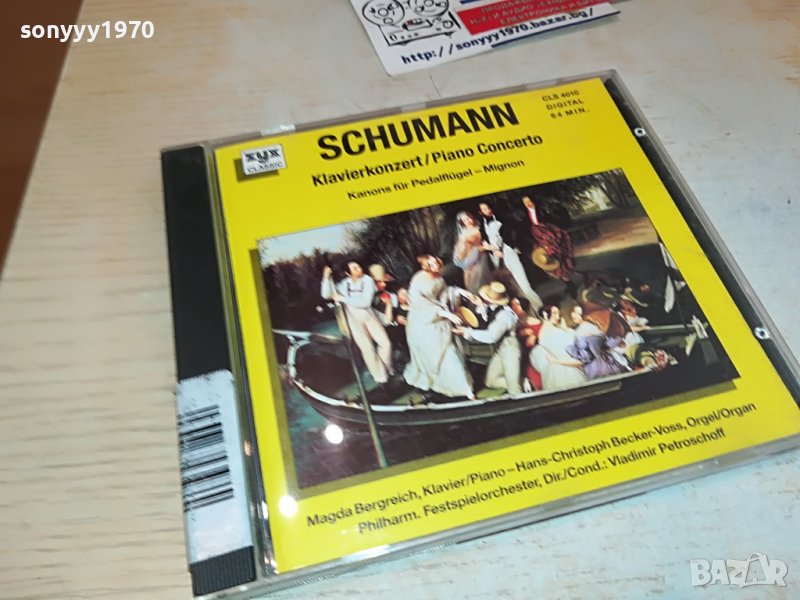 sonyyy1970
http://sonyyy1970.bazar.bg/
zyx
CLASSIC
SCHUMANN
CLS 4010
DIGITAL
64 MIN.
Klavierkonzert/Piano Concerto
Kanons für Pedalflügel – Mignon
Magda Bergreich, Klavier/Piano – Hans-Christoph Becker-Voss, Orgel/Organ
Philharm. Festspielorchester, Dir./Cond.: Vladimir Petroschoff
BAZAR